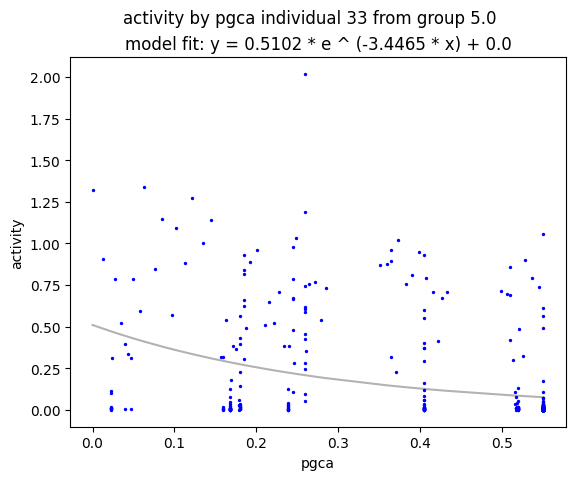 activity by pgca individual 33 from group 5.0
model fit: y = 0.5102 * e ^ (-3.4465 * x) + 0.0
2.00
1.75
1.50
1.25
1.00
0.75
0.50
0.25
0.00
activity
0.0 0.1 0.2 0.3 0.4 0.5
pgca